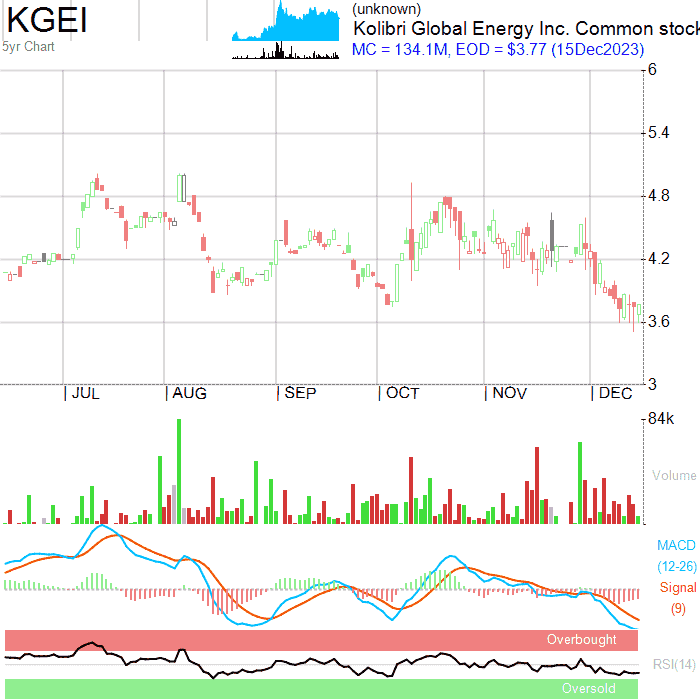 KGEI
5yr Chart
(unknown)
Kolibri Global Energy Inc. Common stoc
MC = 134.1M, EOD = $3.77 (15Dec2023)
6
5.4
4.8
4.2
3.6
3
JUL
AUG
SEP
OCT
NOV
DEC
84k
Volume
MACD
(12-26)
Signal
(9)
Overbought
RSI(14)
Oversold